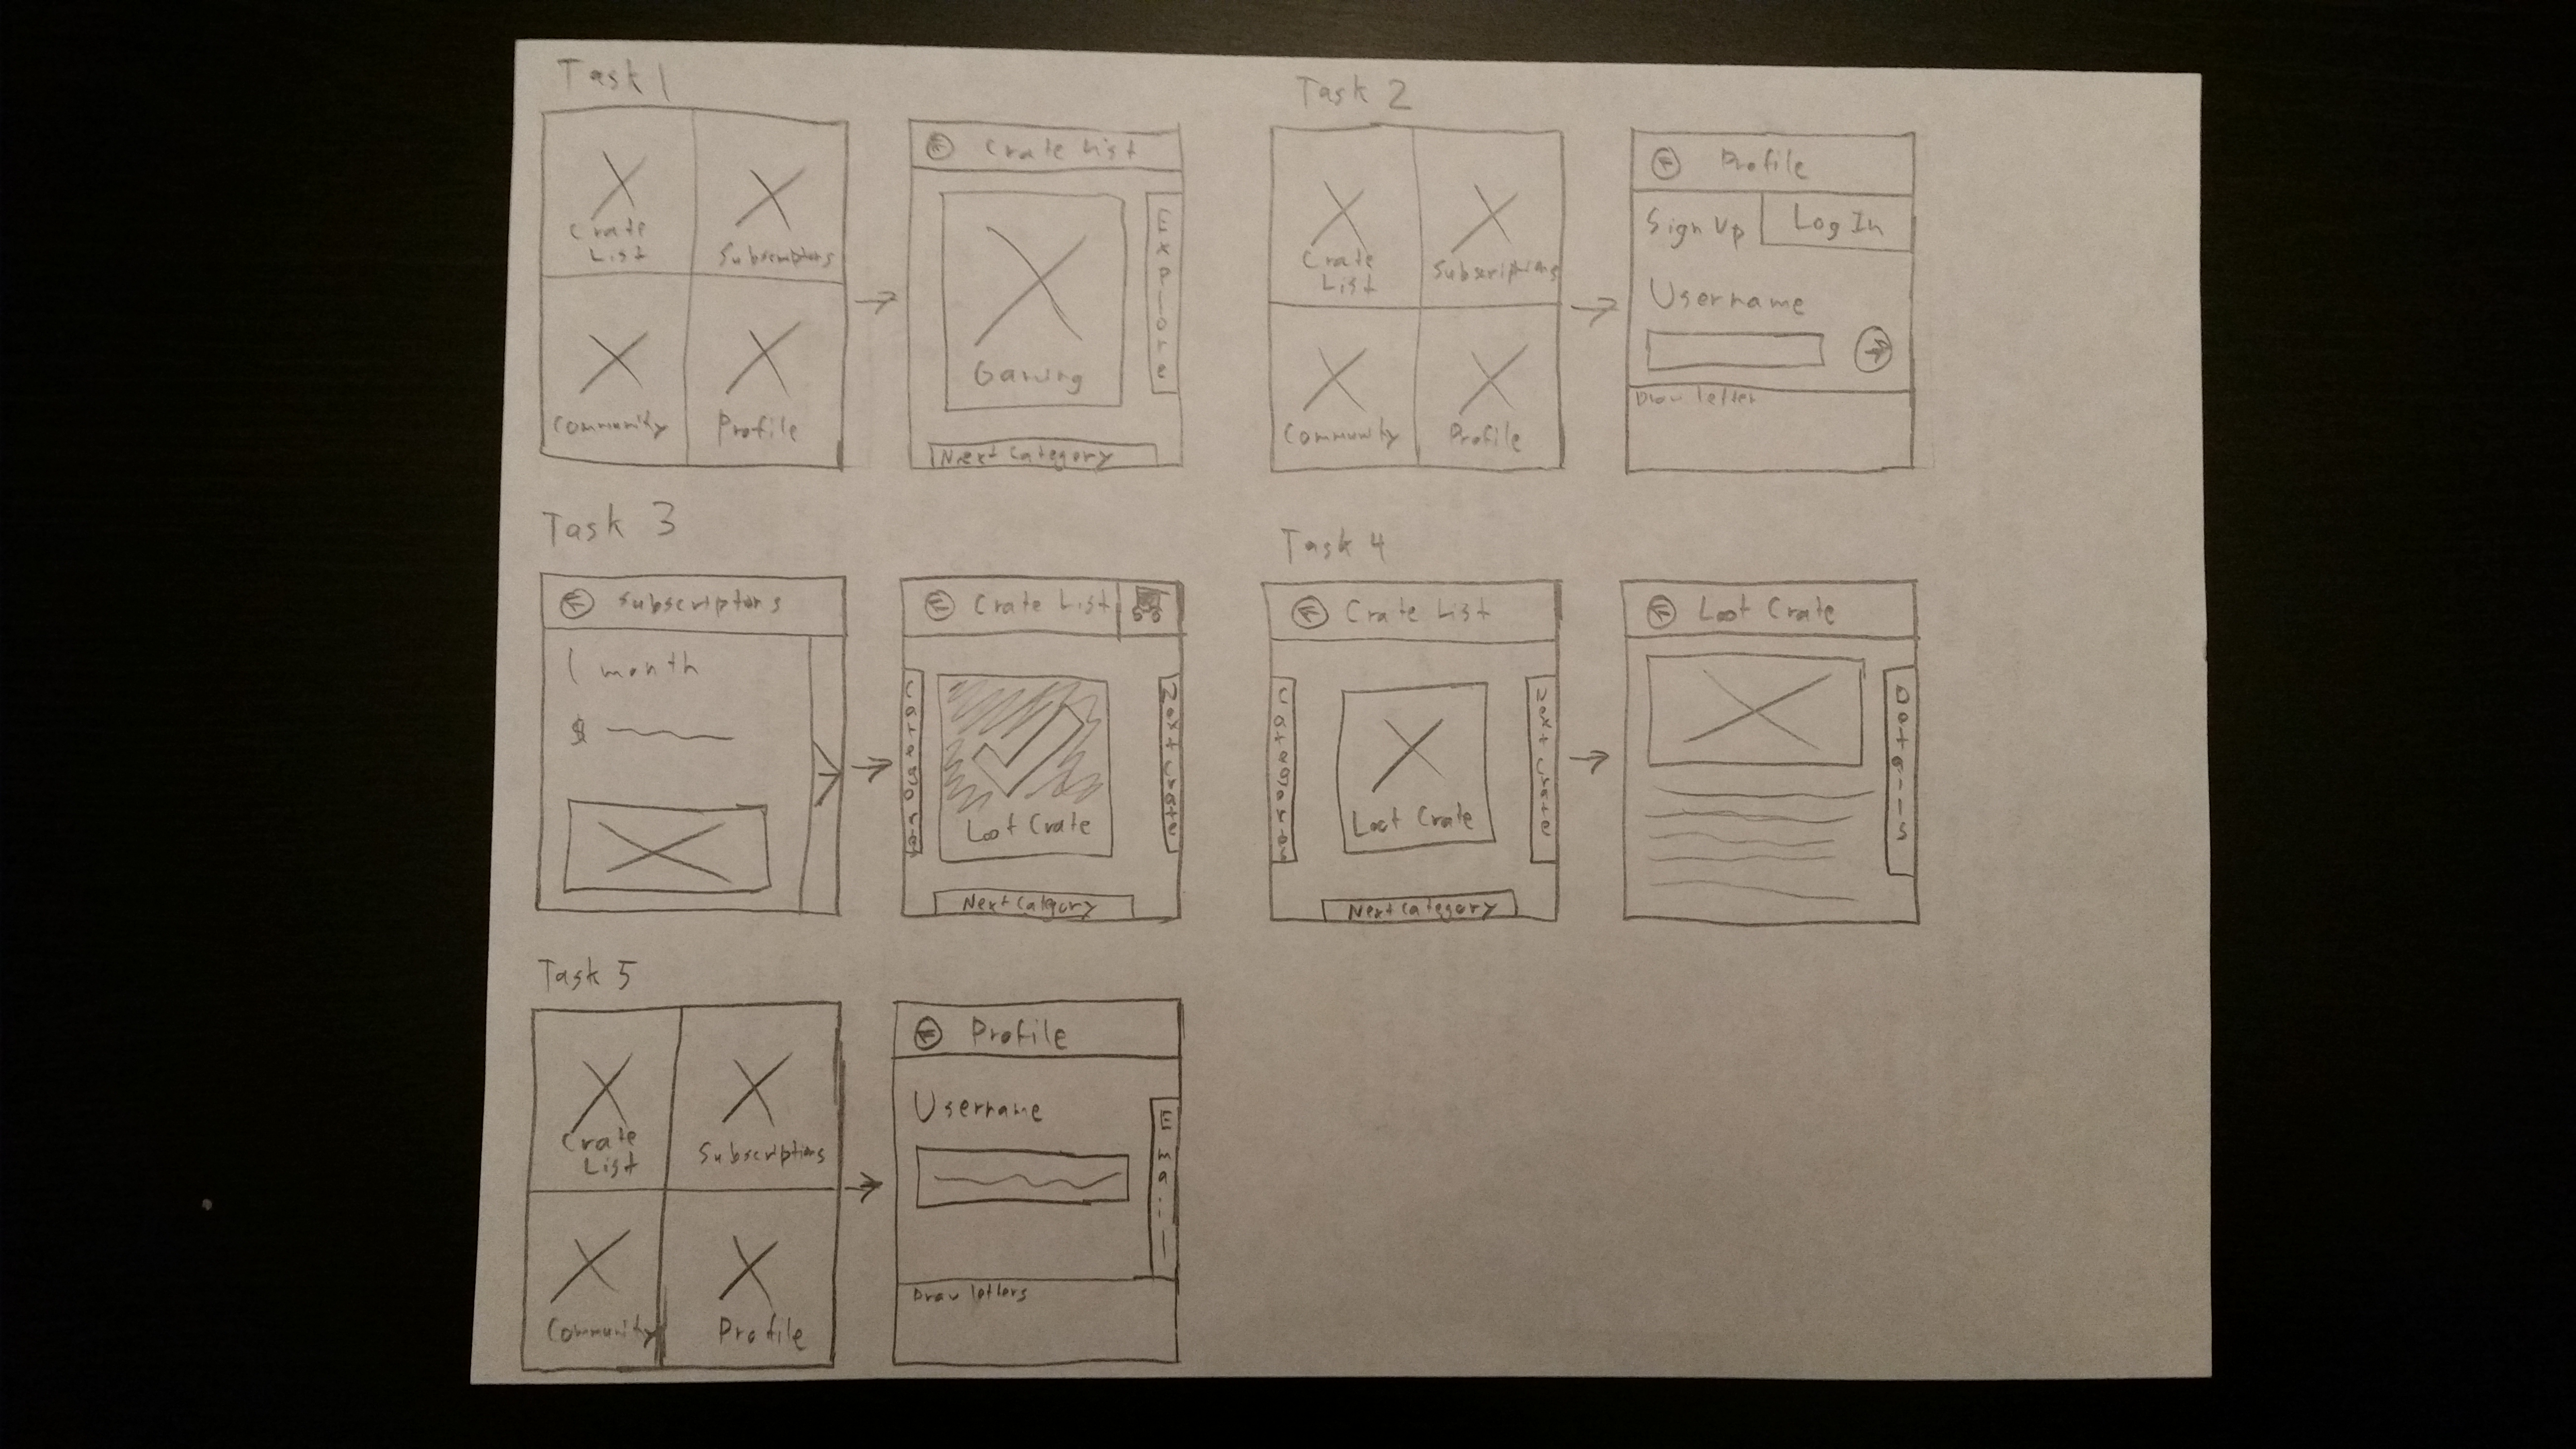 Task 1
Crate
List
Subscriptions
Community
Profile
Crate List
Gaming
Explore
Next Category
Task 2
Crate
List
Subscriptions
Community
Profile
Profile
Sign Up
Log In
Username
Draw letter
Task 3
Subscriptions
1 month
$
Crate List
Categories
Loot Crate
Next Crate
Next Category
Task 4
Crate List
Categories
Loot Crate
Next Crate
Next Category
Loot Crate
Details
Task 5
Crate
List
Subscriptions
Community
Profile
Profile
Username
Email
Draw letters